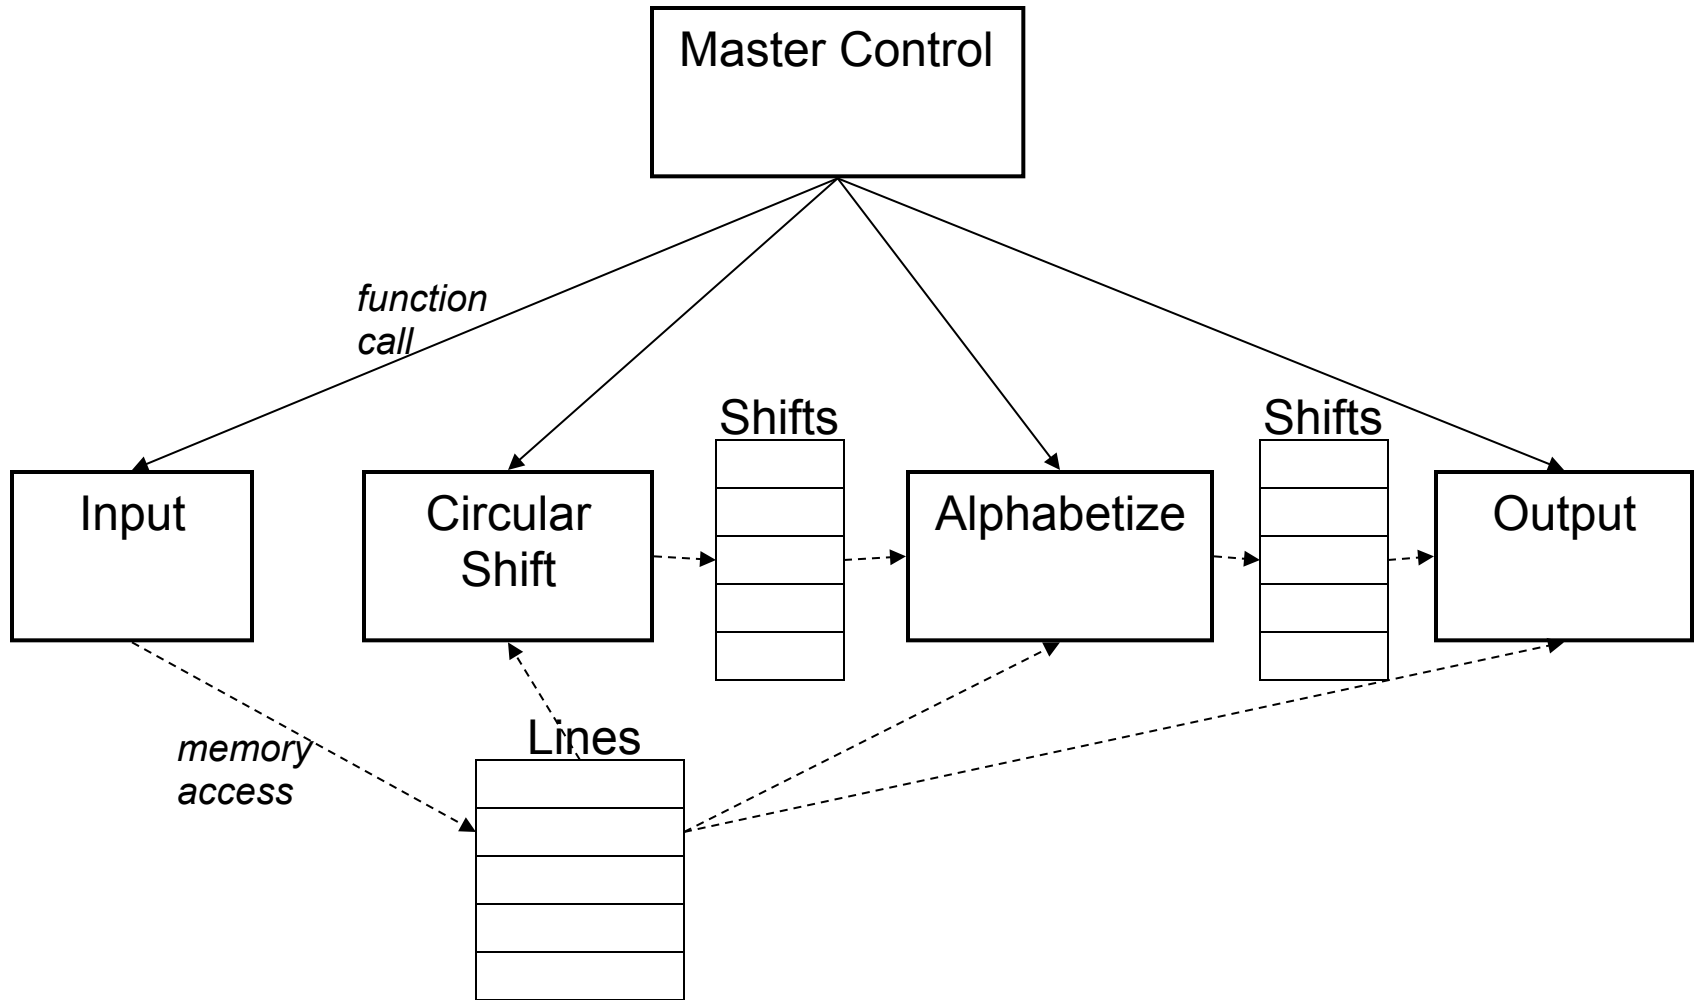 Master Control
function
call
Shifts
Shifts
Input
Circular
Shift
Alphabetize
Output
Lines
memory
access